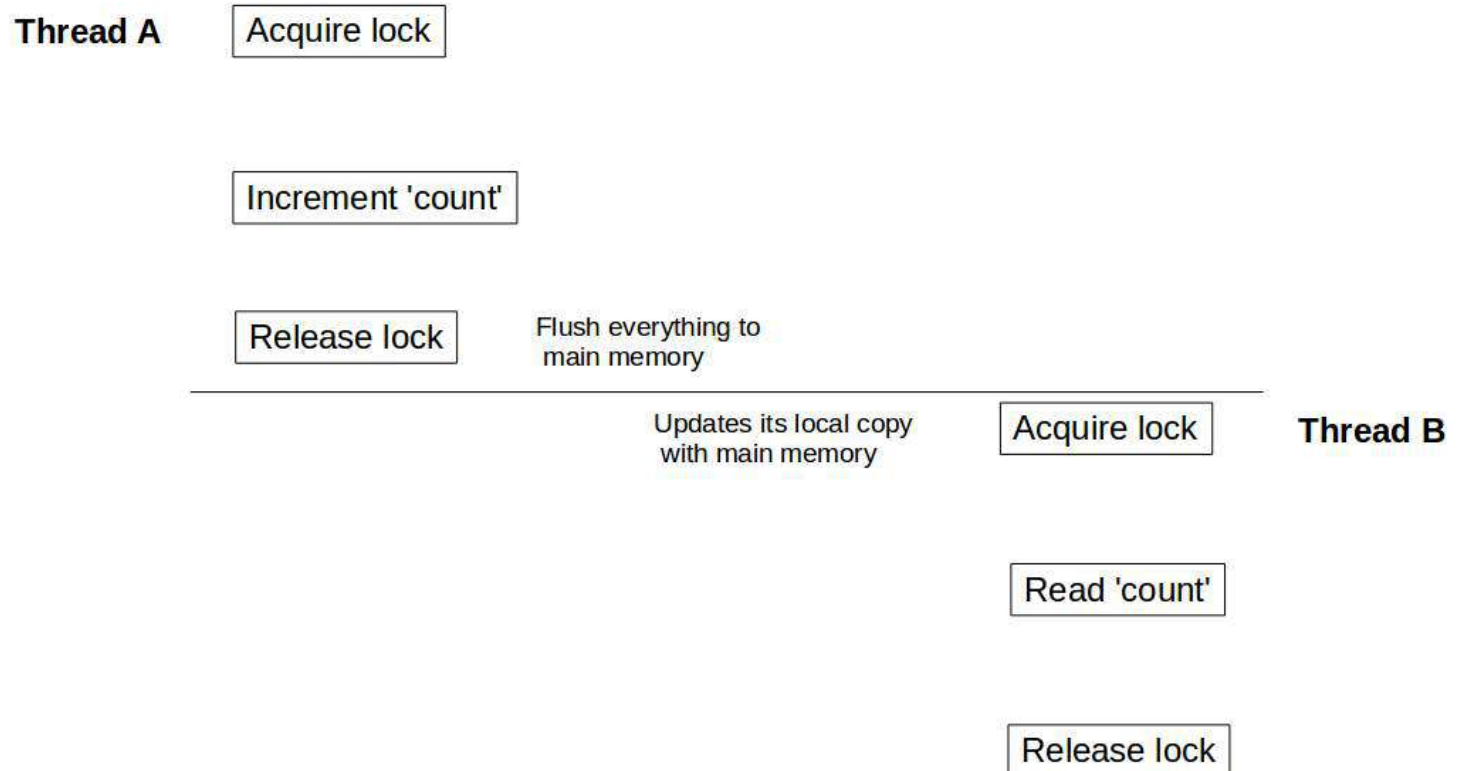 Thread A
Acquire lock
Increment 'count'
Release lock
Flush everything to
main memory
Updates its local copy
with main memory
Acquire lock
Thread B
Read 'count'
Release lock